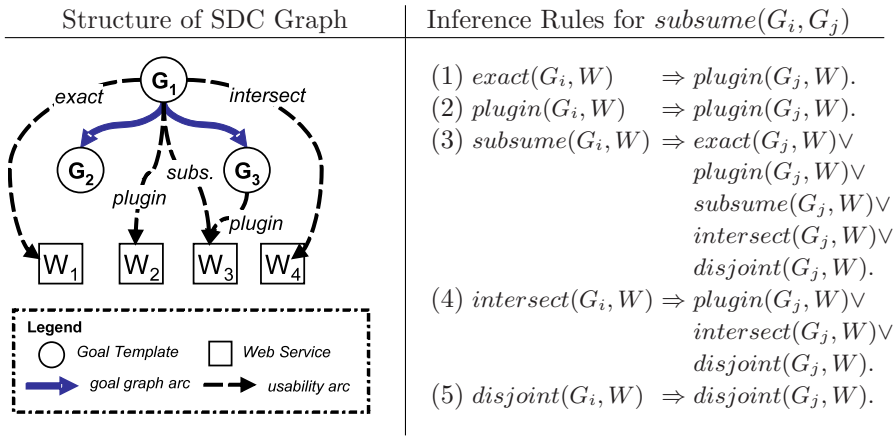 Structure of SDC Graph
G1
exact
intersect
G2
G3
plugin
subs.
plugin
W1
W2
W3
W4
Legend
Goal Template
Web Service
goal graph arc
usability arc
Inference Rules for subsume(Gi, Gj)
(1) exact(Gi, W) ⇒ plugin(Gj, W).
(2) plugin(Gi, W) ⇒ plugin(Gj, W).
(3) subsume(Gi, W) ⇒ exact(Gj, W)∨
plugin(Gj, W)∨
subsume(Gj, W)∨
intersect(Gj, W)∨
disjoint(Gj, W).
(4) intersect(Gi, W) ⇒ plugin(Gj, W)∨
intersect(Gj, W)∨
disjoint(Gj, W).
(5) disjoint(Gi, W) ⇒ disjoint(Gj, W).